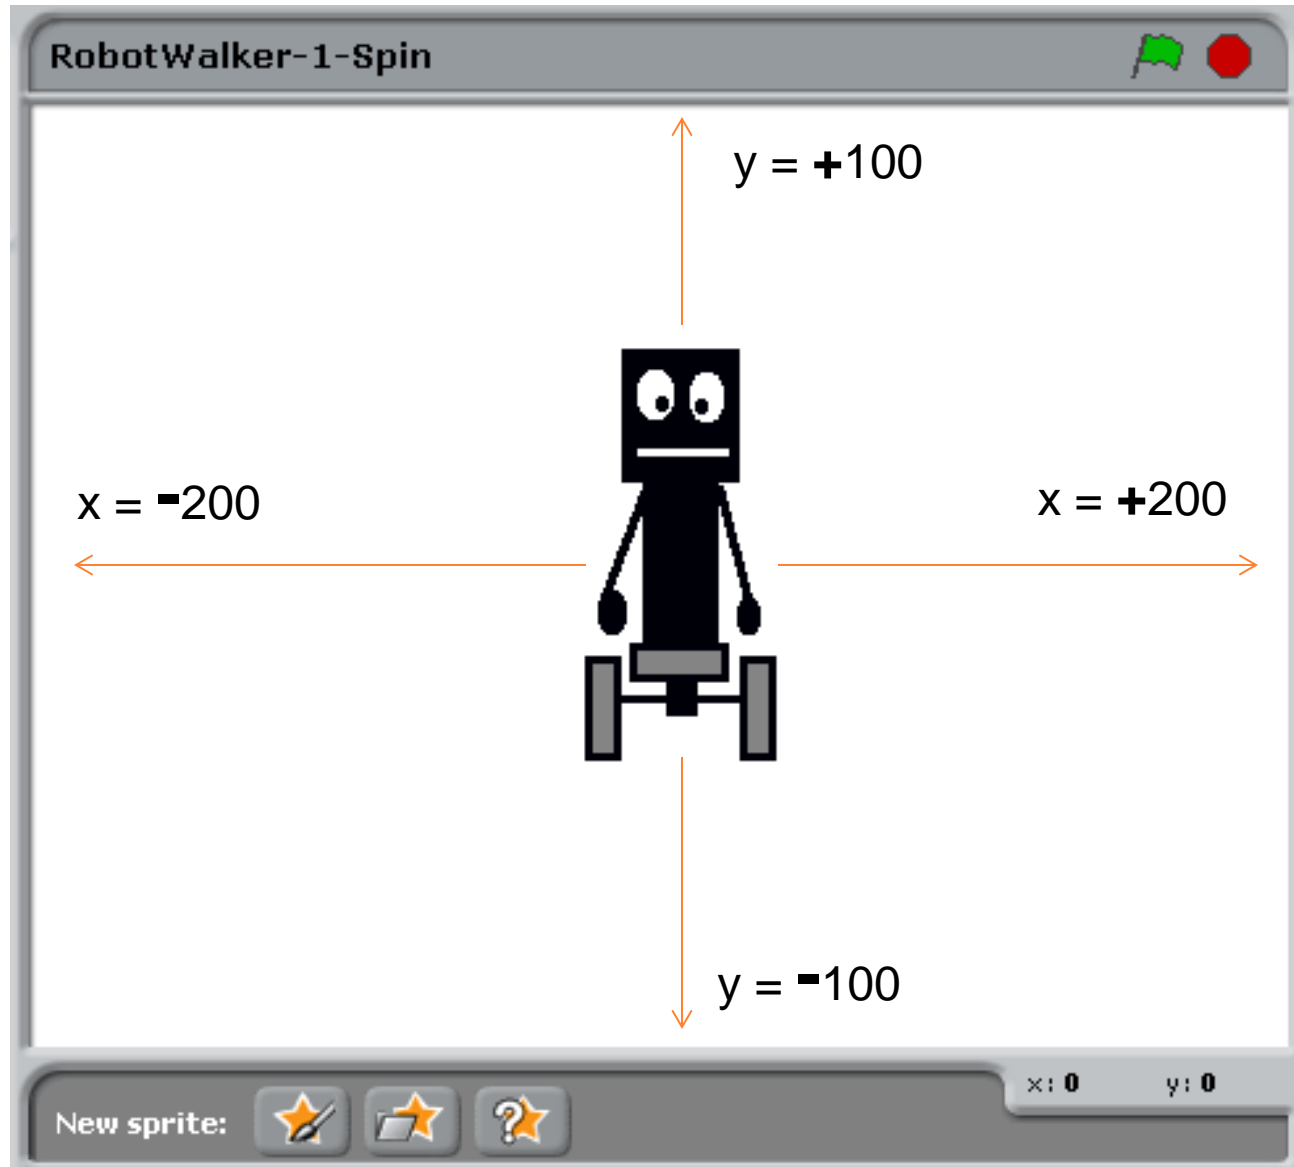 RobotWalker-1-Spin
y = +100
x = -200
x = +200
y = -100
x: 0 y: 0
New sprite: